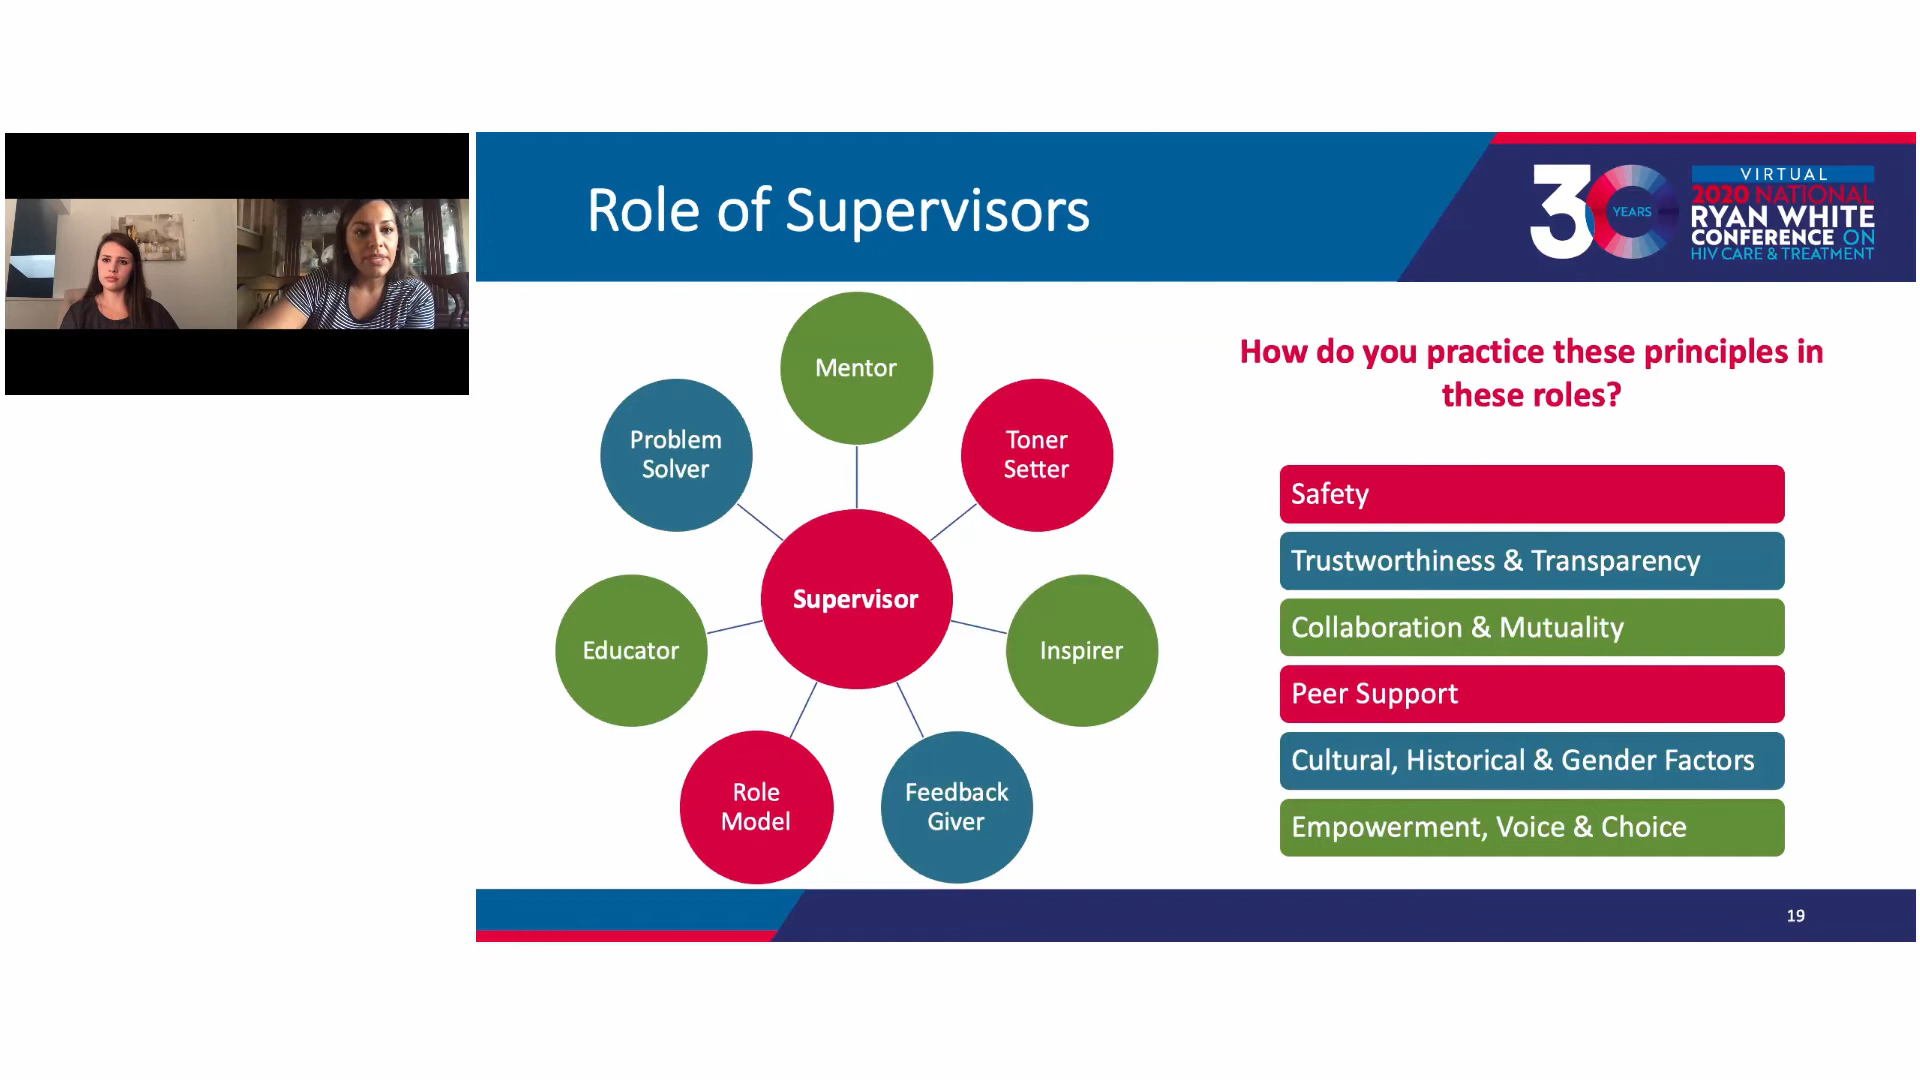 Role of Supervisors
30
YEARS
VIRTUAL
2020 NATIONAL
RYAN WHITE
CONFERENCE ON
HIV CARE & TREATMENT
Mentor
Toner
Setter
Inspirer
Feedback
Giver
Role
Model
Educator
Problem
Solver
Supervisor
How do you practice these principles in
these roles?
Safety
Trustworthiness & Transparency
Collaboration & Mutuality
Peer Support
Cultural, Historical & Gender Factors
Empowerment, Voice & Choice
19